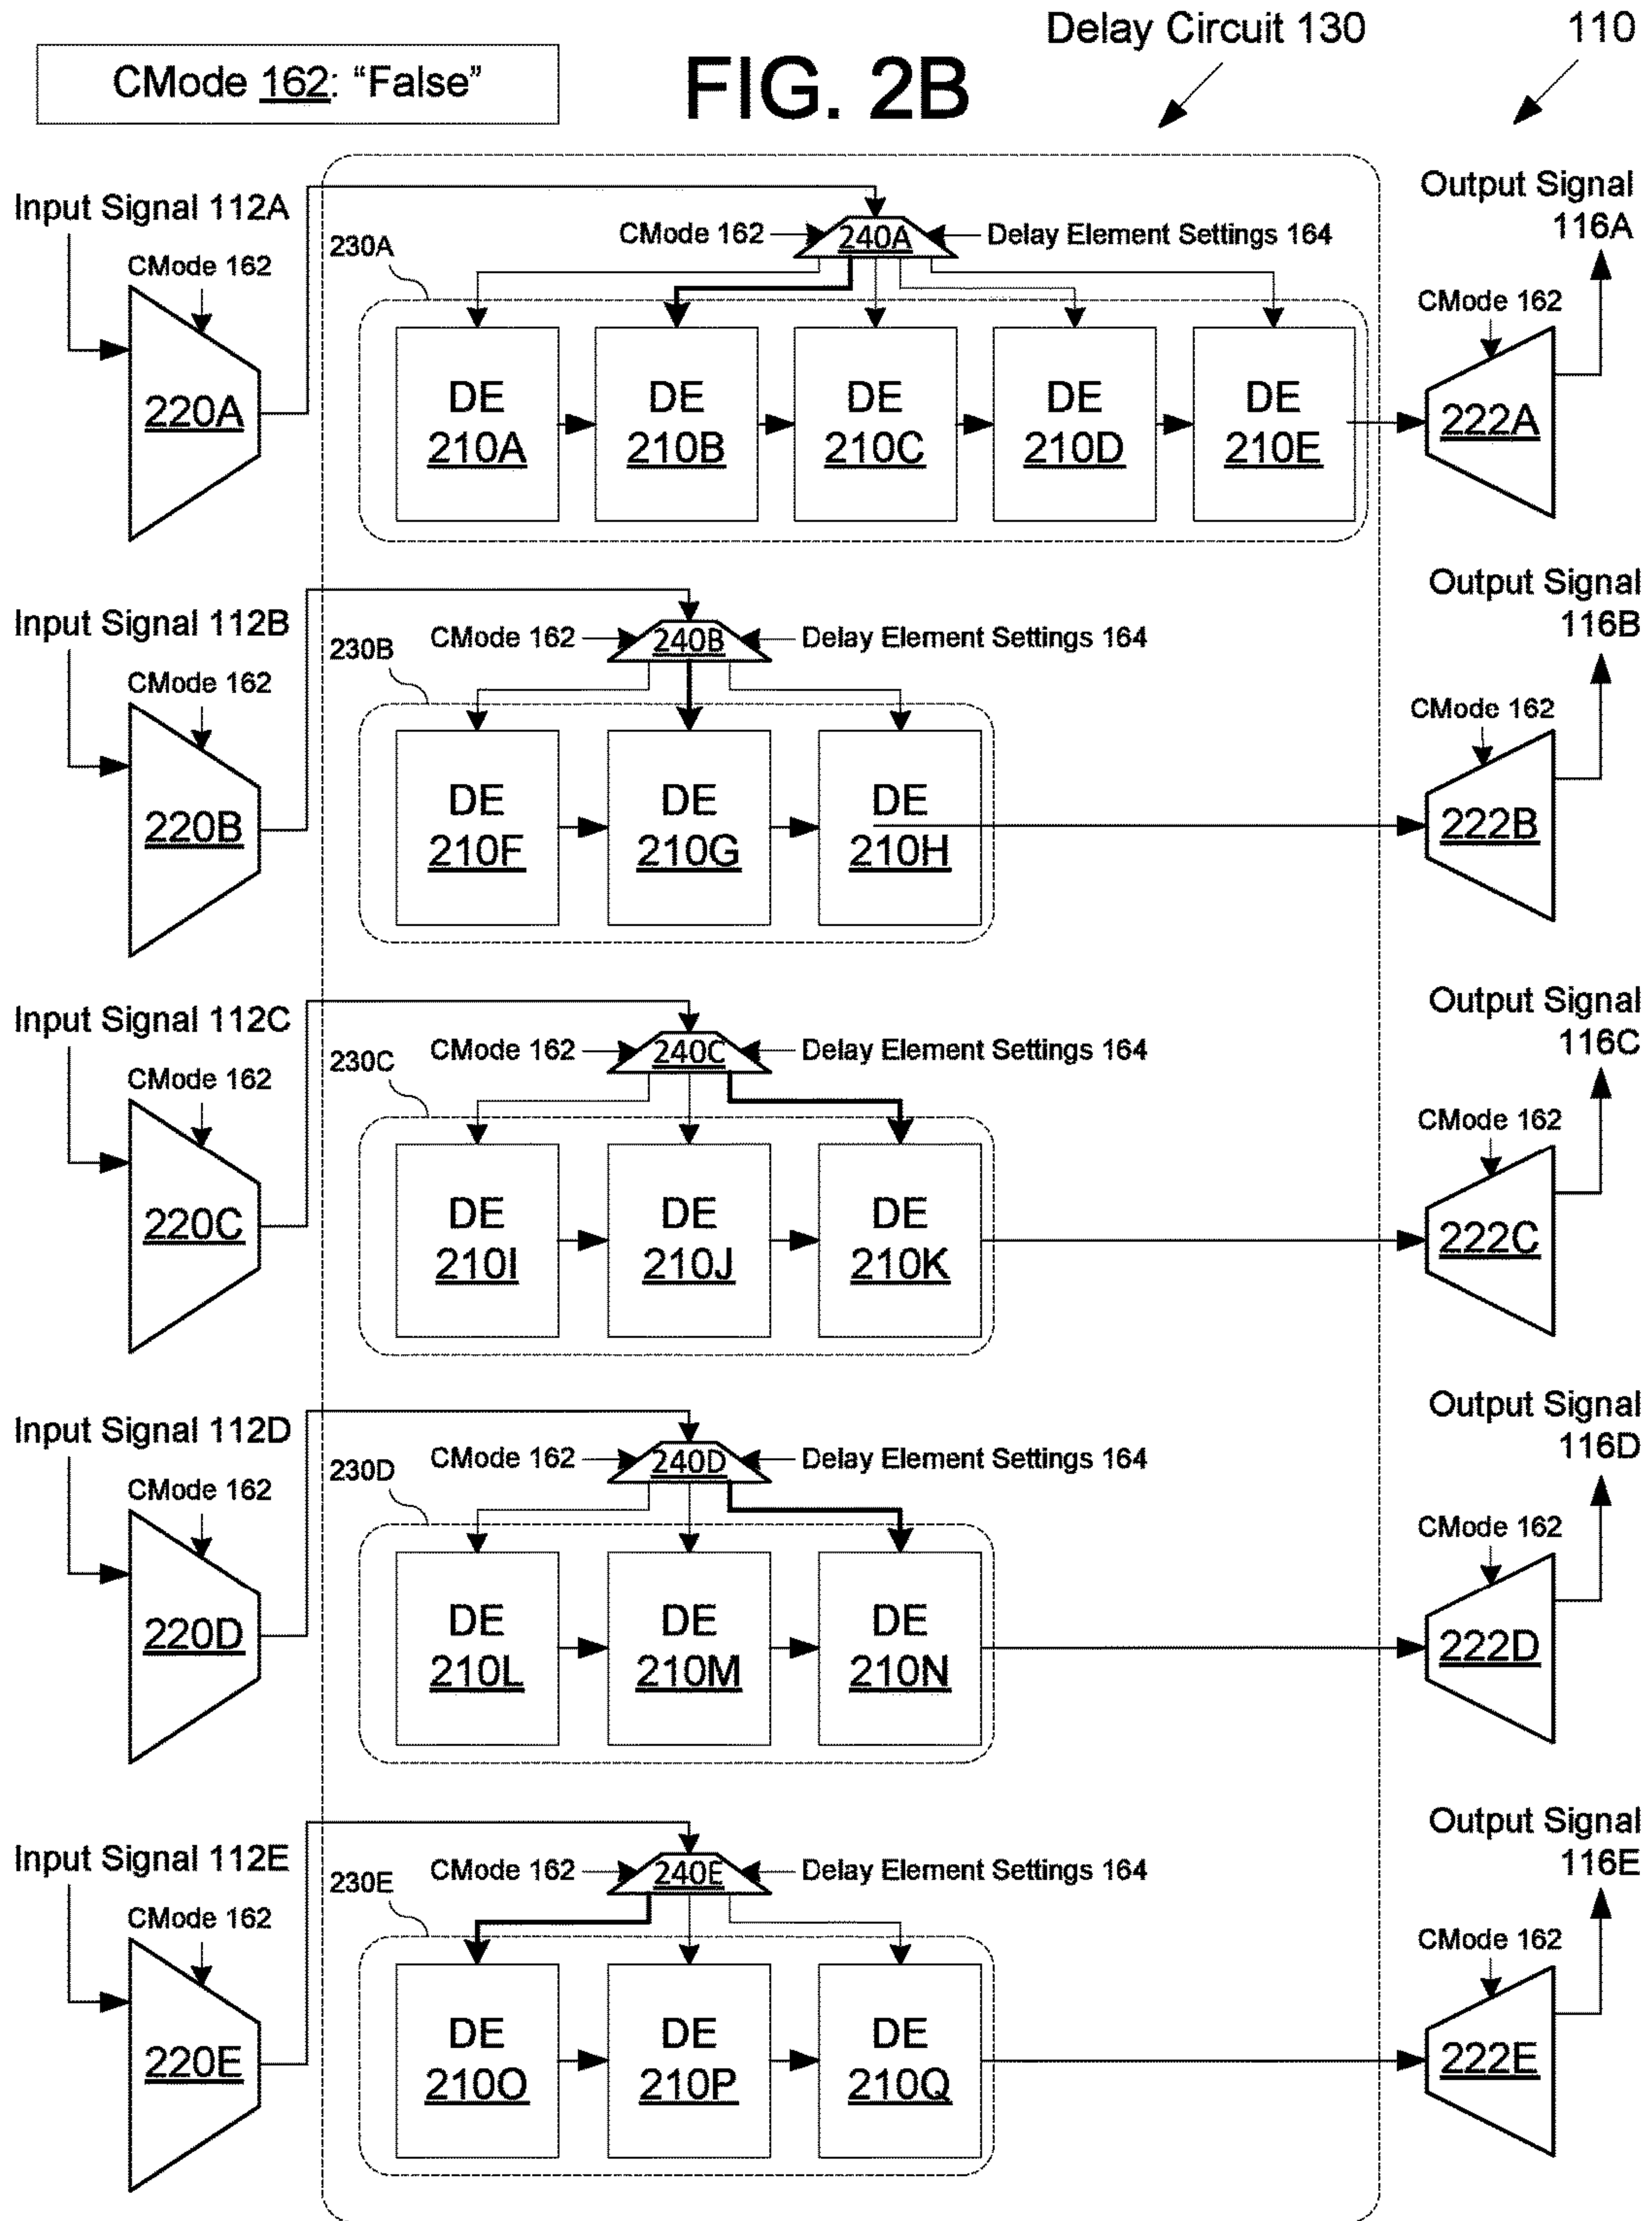 Delay Circuit 130
110
CMode 162: “False”
FIG. 2B
Input Signal 112A
CMode 162
220A
230A
CMode 162
240A
Delay Element Settings 164
DE
210A
DE
210B
DE
210C
DE
210D
DE
210E
Output Signal
116A
CMode 162
222A
Input Signal 112B
CMode 162
220B
230B
CMode 162
240B
Delay Element Settings 164
DE
210F
DE
210G
DE
210H
Output Signal
116B
CMode 162
222B
Input Signal 112C
CMode 162
220C
230C
CMode 162
240C
Delay Element Settings 164
DE
210I
DE
210J
DE
210K
Output Signal
116C
CMode 162
222C
Input Signal 112D
CMode 162
220D
230D
CMode 162
240D
Delay Element Settings 164
DE
210L
DE
210M
DE
210N
Output Signal
116D
CMode 162
222D
Input Signal 112E
CMode 162
220E
230E
CMode 162
240E
Delay Element Settings 164
DE
210O
DE
210P
DE
210Q
Output Signal
116E
CMode 162
222E